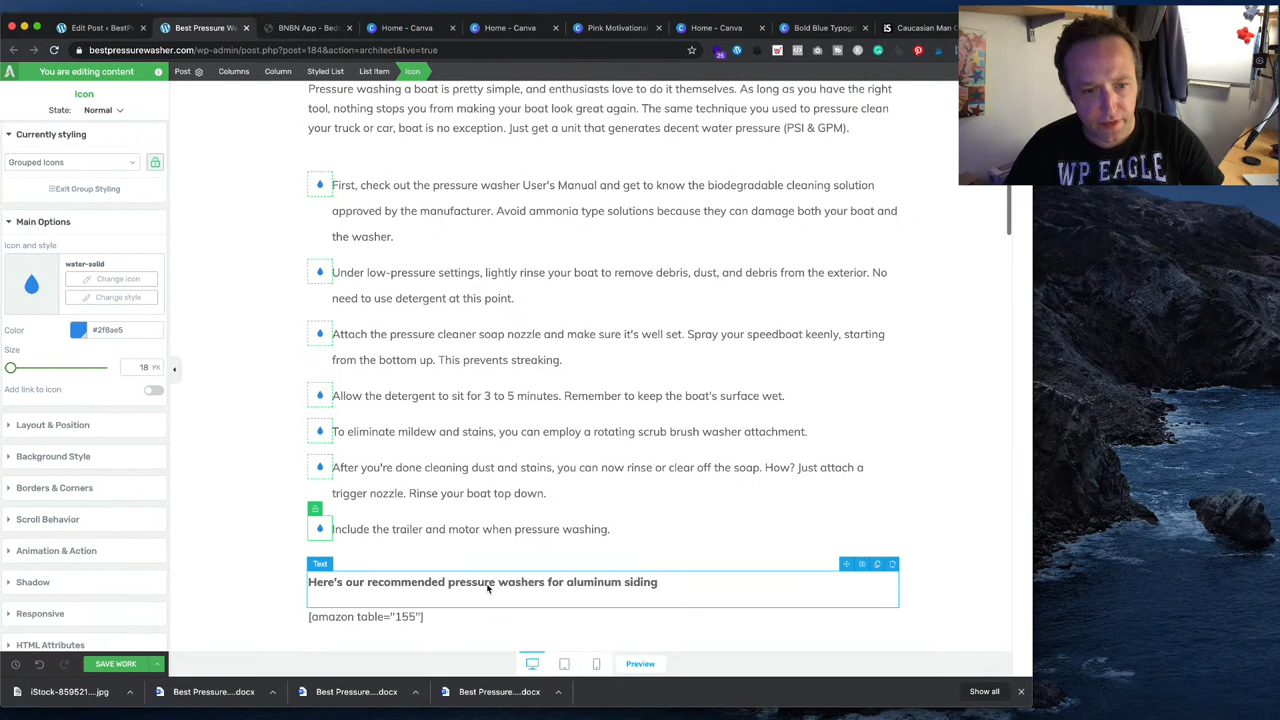 Edit Post ‹ BestP
Best Pressure W
BNBN App - Beds
Home - Canva
Home - Canva
Pink Motivational
Home - Canva
Bold Blue Typogr
Caucasian Man C
bestpressurewasher.com/wp-admin/post.php?post=184&action=architect&tve=true
You are editing content
Post
Columns
Column
Styled List
List Item
Icon
Icon
State: Normal
Currently styling
Grouped Icons
Exit Group Styling
Main Options
Icon and style
water-solid
Change icon
Change style
Color
#2f8ae5
Size
18 PX
Add link to icon
Layout & Position
Background Style
Borders & Corners
Scroll Behavior
Animation & Action
Shadow
Responsive
HTML Attributes
SAVE WORK
Pressure washing a boat is pretty simple, and enthusiasts love to do it themselves. As long as you have the right
tool, nothing stops you from making your boat look great again. The same technique you used to pressure clean
your truck or car, boat is no exception. Just get a unit that generates decent water pressure (PSI & GPM).
First, check out the pressure washer User's Manual and get to know the biodegradable cleaning solution
approved by the manufacturer. Avoid ammonia type solutions because they can damage both your boat and
the washer.
Under low-pressure settings, lightly rinse your boat to remove debris, dust, and debris from the exterior. No
need to use detergent at this point.
Attach the pressure cleaner soap nozzle and make sure it's well set. Spray your speedboat keenly, starting
from the bottom up. This prevents streaking.
Allow the detergent to sit for 3 to 5 minutes. Remember to keep the boat's surface wet.
To eliminate mildew and stains, you can employ a rotating scrub brush washer attachment.
After you're done cleaning dust and stains, you can now rinse or clear off the soap. How? Just attach a
trigger nozzle. Rinse your boat top down.
Include the trailer and motor when pressure washing.
Text
Here's our recommended pressure washers for aluminum siding
[amazon table="155"]
Preview
iStock-859521....jpg
Best Pressure....docx
Best Pressure....docx
Best Pressure....docx
Show all
WP EAGLE